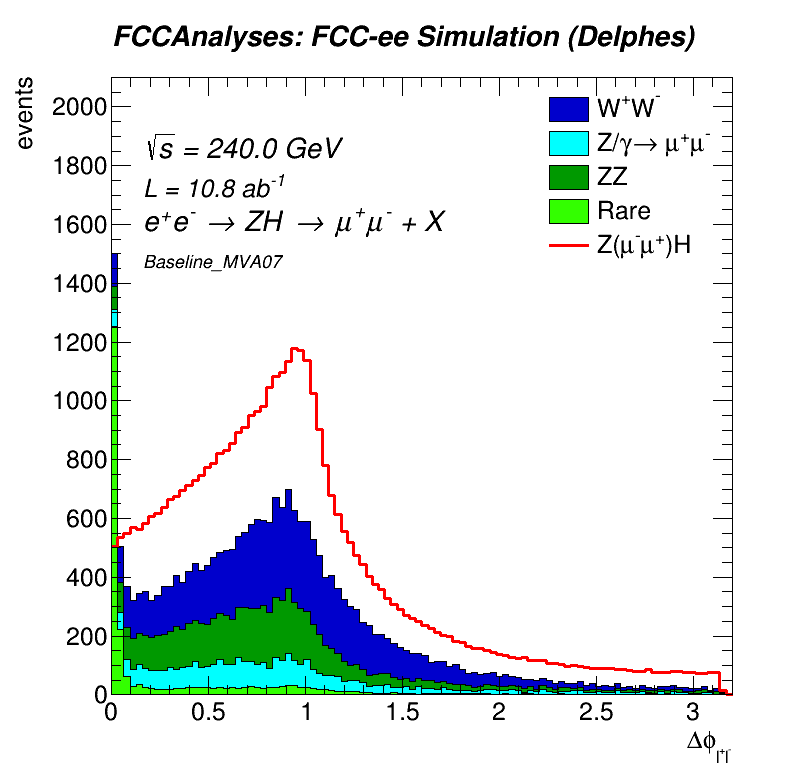 FCCAnalyses: FCC-ee Simulation (Delphes)
events
2000
1800
1600
1400
1200
1000
800
600
400
200
0
√s = 240.0 GeV
L = 10.8 ab⁻¹
e⁺e⁻ → ZH → μ⁺μ⁻ + X
Baseline_MVA07
W⁺W⁻
Z/γ→ μ⁺μ⁻
ZZ
Rare
Z(μ⁻μ⁺)H
0 0.5 1 1.5 2 2.5 3
Δϕ l⁺l⁻